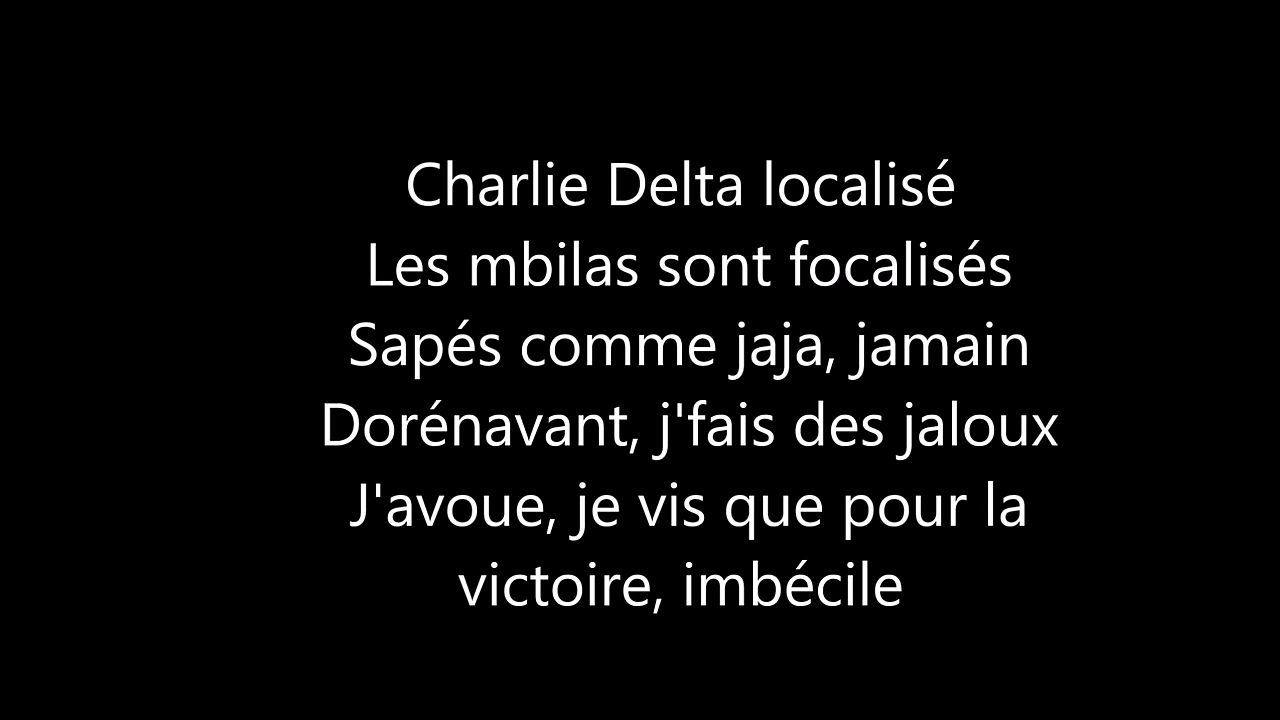 Charlie Delta localisé
Les mbilas sont focalisés
Sapés comme jaja, jamain
Dorénavant, j'fais des jaloux
J'avoue, je vis que pour la
victoire, imbécile